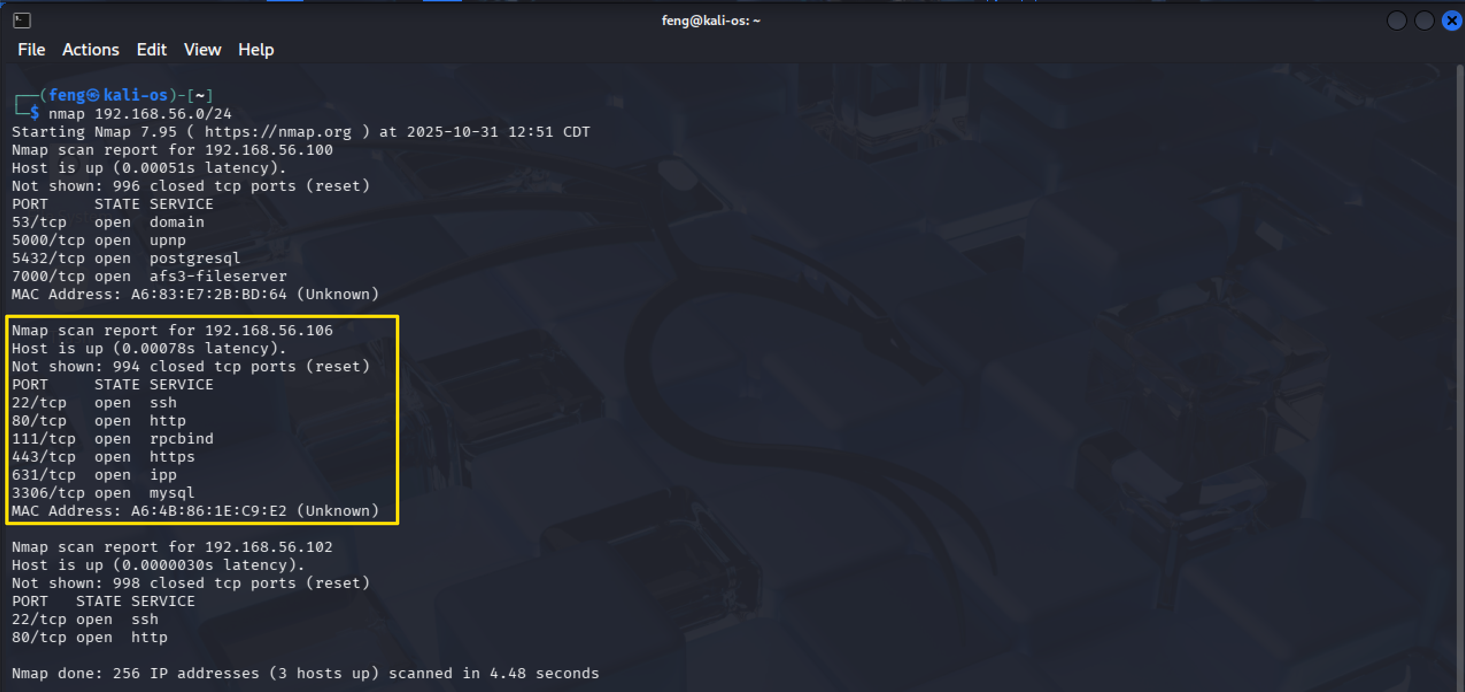 feng@kali-os: ~
File Actions Edit View Help
┌──(feng㉿kali-os)-[~]
└─$ nmap 192.168.56.0/24
Starting Nmap 7.95 ( https://nmap.org ) at 2025-10-31 12:51 CDT
Nmap scan report for 192.168.56.100
Host is up (0.00051s latency).
Not shown: 996 closed tcp ports (reset)
PORT     STATE SERVICE
53/tcp   open  domain
5000/tcp open  upnp
5432/tcp open  postgresql
7000/tcp open  afs3-fileserver
MAC Address: A6:83:E7:2B:BD:64 (Unknown)
Nmap scan report for 192.168.56.106
Host is up (0.00078s latency).
Not shown: 994 closed tcp ports (reset)
PORT     STATE SERVICE
22/tcp   open  ssh
80/tcp   open  http
111/tcp  open  rpcbind
443/tcp  open  https
631/tcp  open  ipp
3306/tcp open  mysql
MAC Address: A6:4B:86:1E:C9:E2 (Unknown)
Nmap scan report for 192.168.56.102
Host is up (0.0000030s latency).
Not shown: 998 closed tcp ports (reset)
PORT   STATE SERVICE
22/tcp open  ssh
80/tcp open  http
Nmap done: 256 IP addresses (3 hosts up) scanned in 4.48 seconds